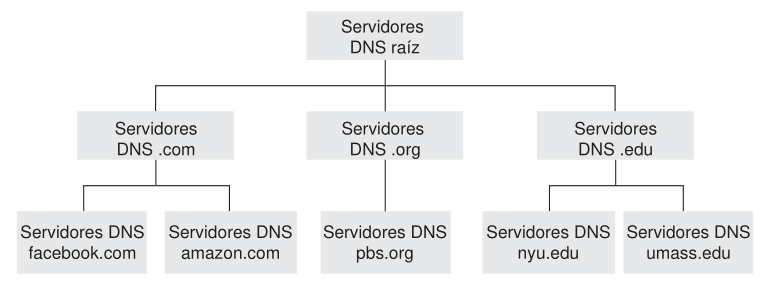 Servidores
DNS raíz
Servidores
DNS .com
Servidores
DNS .org
Servidores
DNS .edu
Servidores DNS
facebook.com
Servidores DNS
amazon.com
Servidores DNS
pbs.org
Servidores DNS
nyu.edu
Servidores DNS
umass.edu